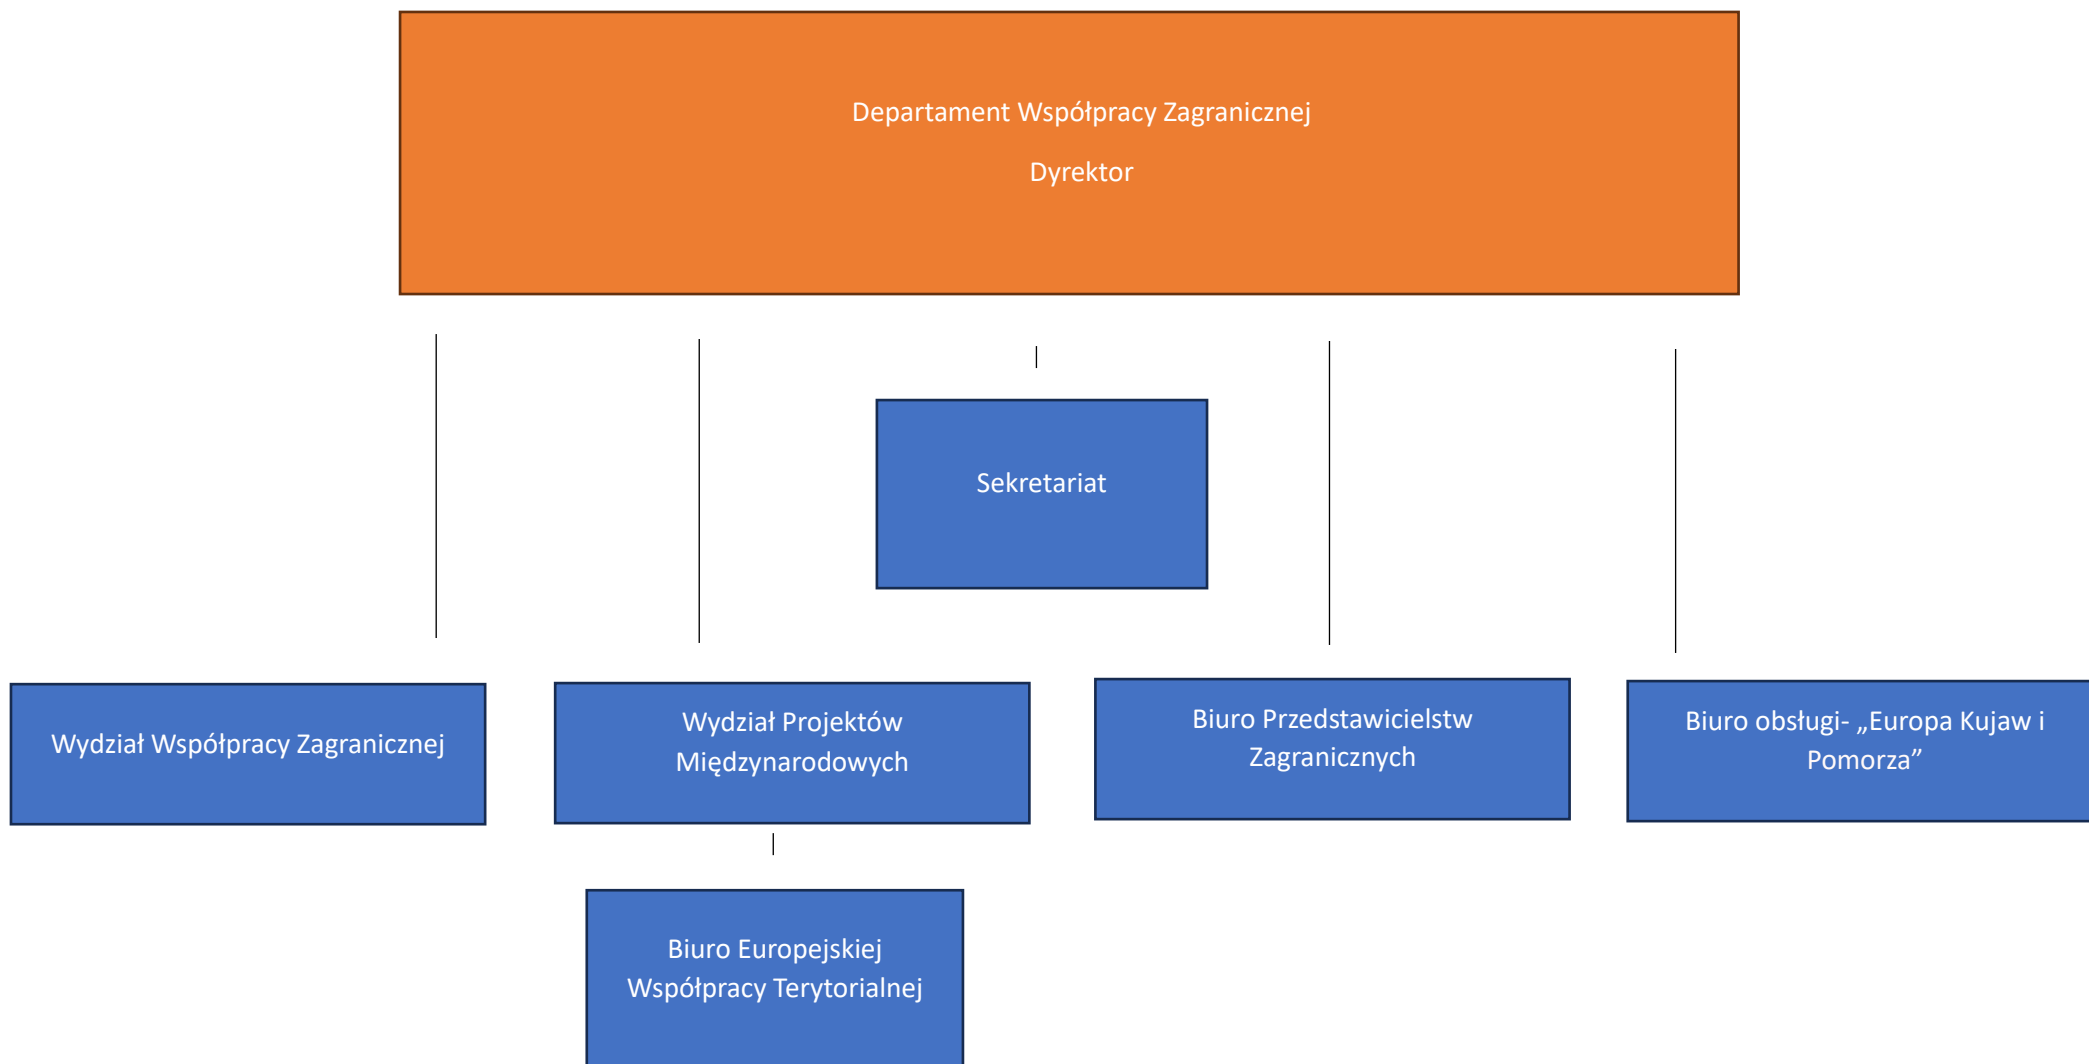 Departament Współpracy Zagranicznej
Dyrektor
Sekretariat
Wydział Współpracy Zagranicznej
Wydział Projektów
Międzynarodowych
Biuro Przedstawicielstw
Zagranicznych
Biuro obsługi- „Europa Kujaw i
Pomorza”
Biuro Europejskiej
Współpracy Terytorialnej